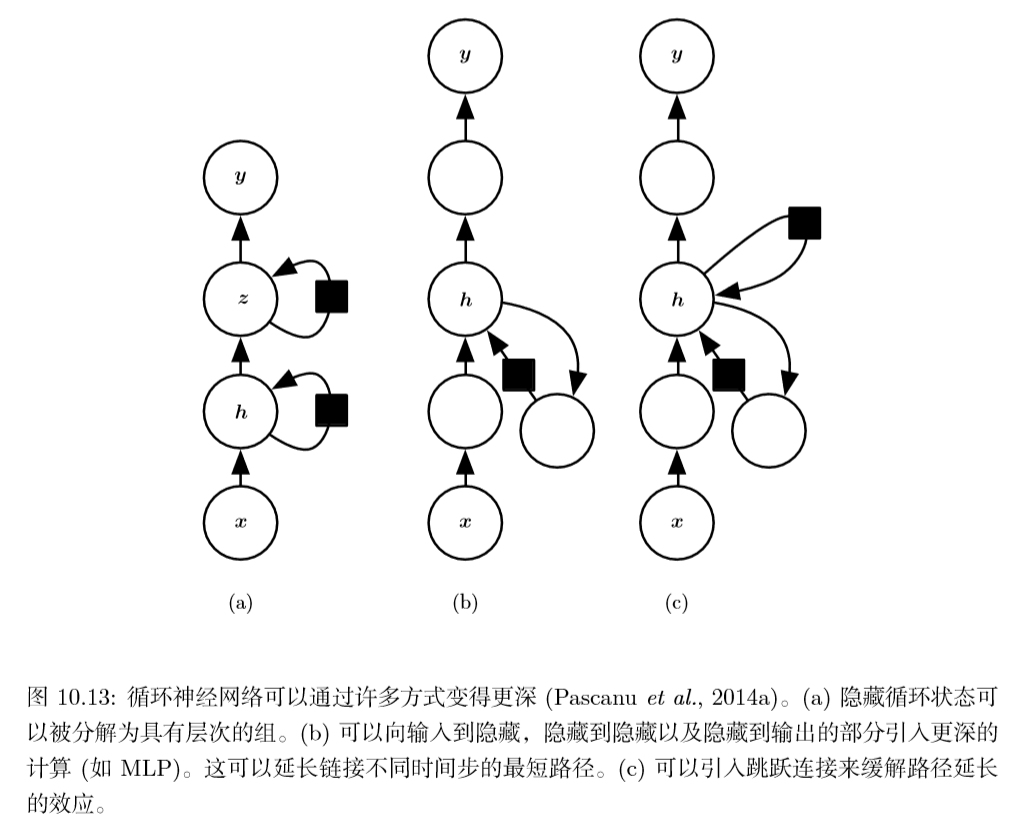 y
y
y
z
h
h
h
x
x
x
(a)
(b)
(c)
图 10.13: 循环神经网络可以通过许多方式变得更深 (Pascanu et al., 2014a)。(a) 隐藏循环状态可
以被分解为具有层次的组。(b) 可以向输入到隐藏，隐藏到隐藏以及隐藏到输出的部分引入更深的
计算 (如 MLP)。这可以延长链接不同时间步的最短路径。(c) 可以引入跳跃连接来缓解路径延长
的效应。